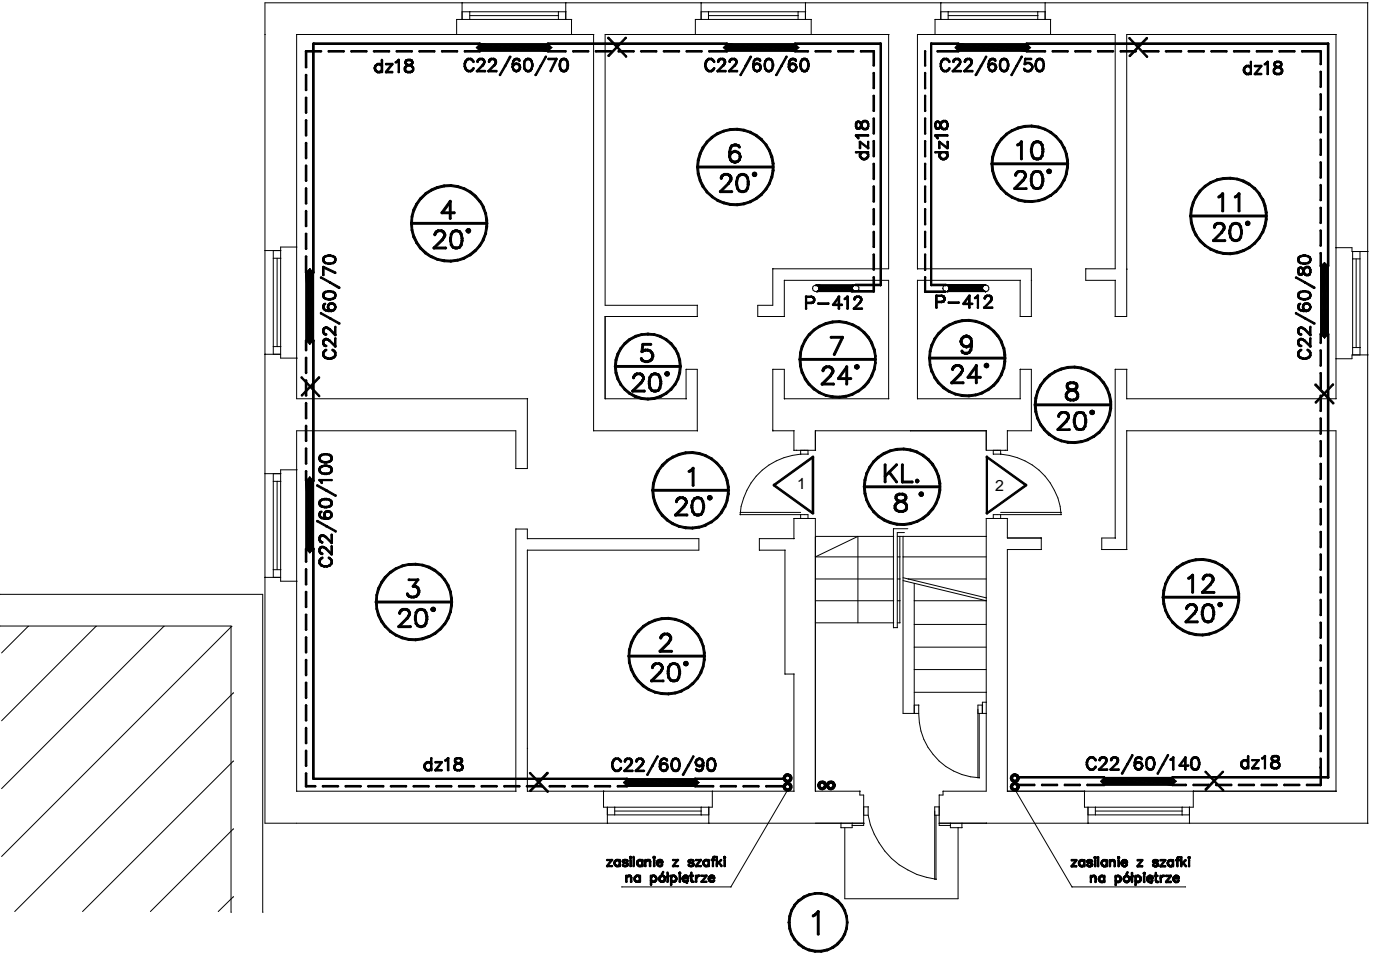 dz18
C22/60/70
C22/60/60
C22/60/50
dz18
dz18
dz18
6
20°
10
20°
4
20°
11
20°
C22/60/70
C22/60/80
P-412
P-412
5
20°
7
24°
9
24°
8
20°
C22/60/100
1
20°
1
KL.
8°
2
3
20°
12
20°
2
20°
dz18
C22/60/90
C22/60/140
dz18
zasilanie z szafki
na półpiętrze
zasilanie z szafki
na półpiętrze
1